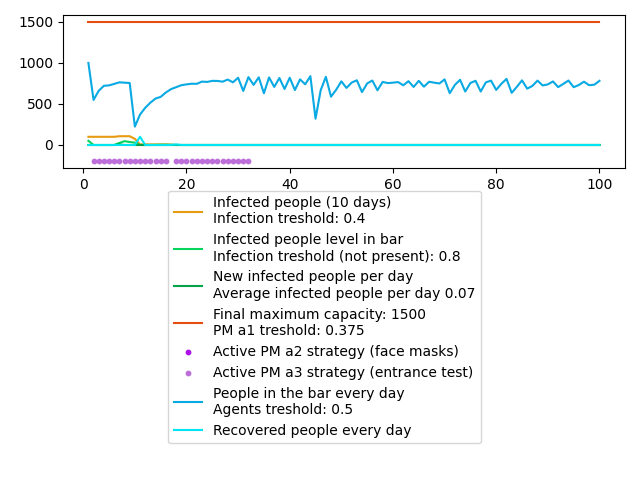 1500
1000
500
0
0 20 40 60 80 100
Infected people (10 days)
Infection treshold: 0.4
Infected people level in bar
Infection treshold (not present): 0.8
New infected people per day
Average infected people per day 0.07
Final maximum capacity: 1500
PM a1 treshold: 0.375
Active PM a2 strategy (face masks)
Active PM a3 strategy (entrance test)
People in the bar every day
Agents treshold: 0.5
Recovered people every day